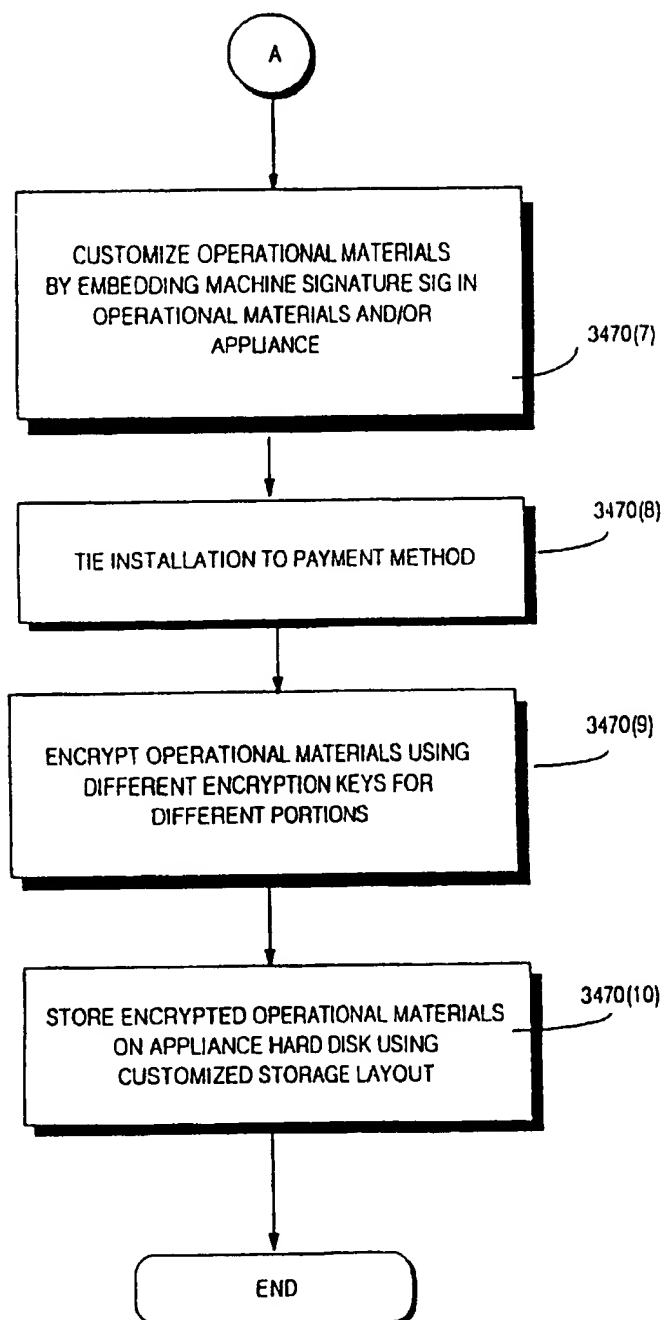 A
CUSTOMIZE OPERATIONAL MATERIALS
BY EMBEDDING MACHINE SIGNATURE SIG IN
OPERATIONAL MATERIALS AND/OR
APPLIANCE
3470(7)
TIE INSTALLATION TO PAYMENT METHOD
3470(8)
ENCRYPT OPERATIONAL MATERIALS USING
DIFFERENT ENCRYPTION KEYS FOR
DIFFERENT PORTIONS
3470(9)
STORE ENCRYPTED OPERATIONAL MATERIALS
ON APPLIANCE HARD DISK USING
CUSTOMIZED STORAGE LAYOUT
3470(10)
END